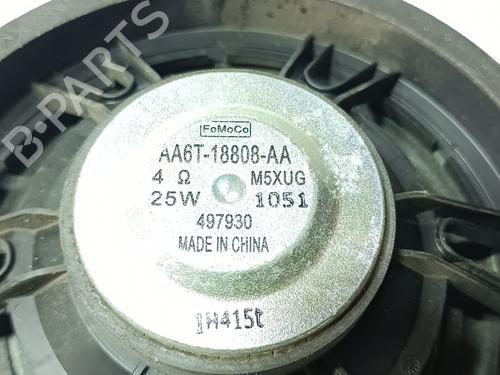 B-PARTS
FoMoCo
AA6T-18808-AA
4 Ω M5XUG
25W 1051
497930
MADE IN CHINA
1H415t